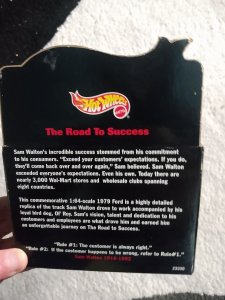 Hot Wheels
MATTEL
The Road To Success
Sam Walton's incredible success stemmed from his commitment
to his consumers. "Exceed your customers' expectations. If you do,
they'll come back over and over again," Sam believed. Sam Walton
exceeded everyone's expectations. Even his own. Today there are
nearly 3,000 Wal-Mart stores and wholesale clubs spanning
eight countries.
This commemorative 1:64-scale 1979 Ford is a highly detailed
replica of the truck Sam Walton drove to work accompanied by his
loyal bird dog, Ol' Roy. Sam's vision, talent and dedication to his
customers and employees are what drove him and earned him
an unforgettable journey on The Road to Success.
"Rule #1: The customer is always right."
"Rule #2: If the customer happens to be wrong, refer to Rule#1."
Sam Walton 1918-1992